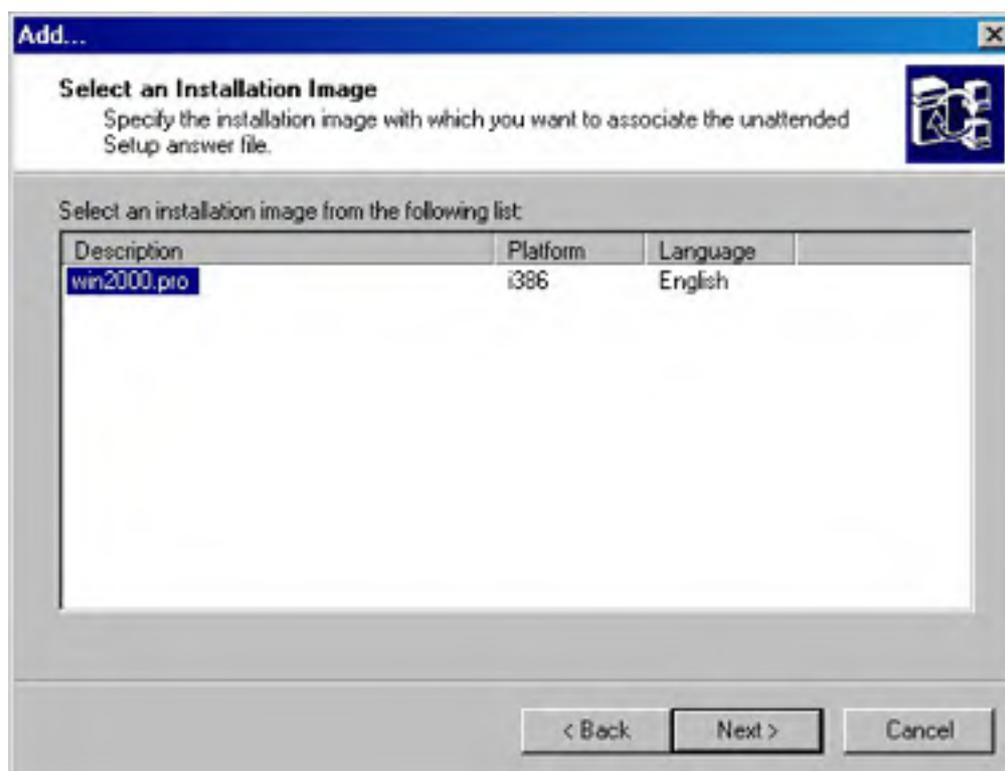 Add...
Select an Installation Image
Specify the installation image with which you want to associate the unattended
Setup answer file.
Select an installation image from the following list:
Description Platform Language
win2000.pro i386 English
< Back Next > Cancel